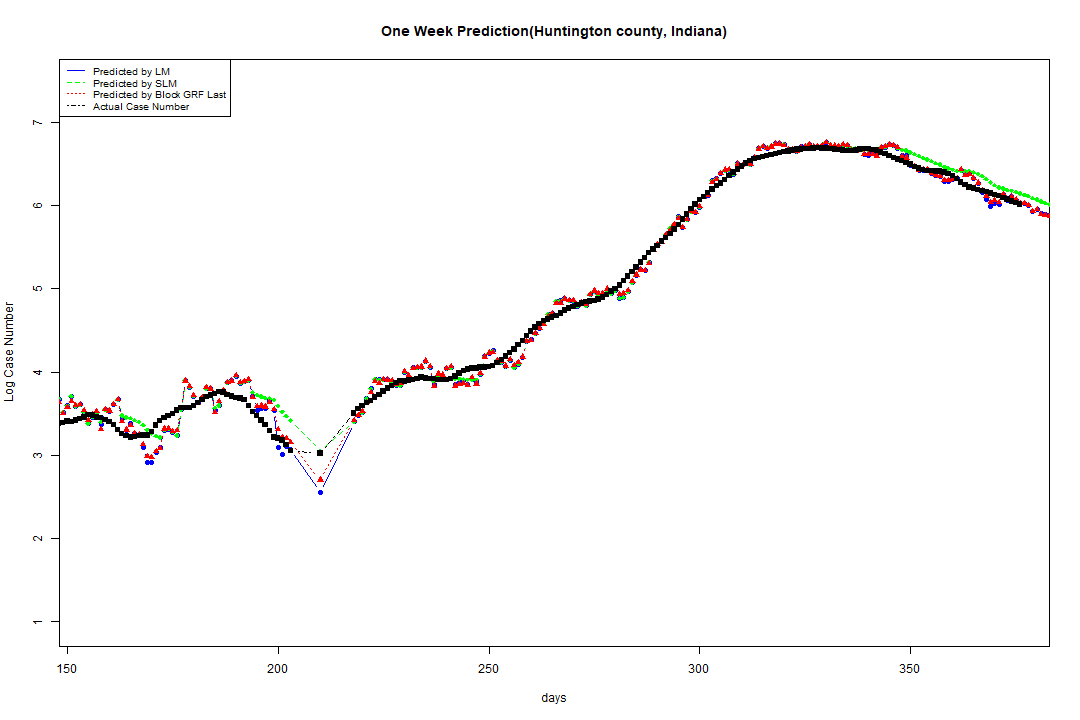 One Week Prediction(Huntington county, Indiana)
Predicted by LM
Predicted by SLM
Predicted by Block GRF Last
Actual Case Number
7
6
5
4
3
2
1
Log Case Number
150
200
250
300
350
days